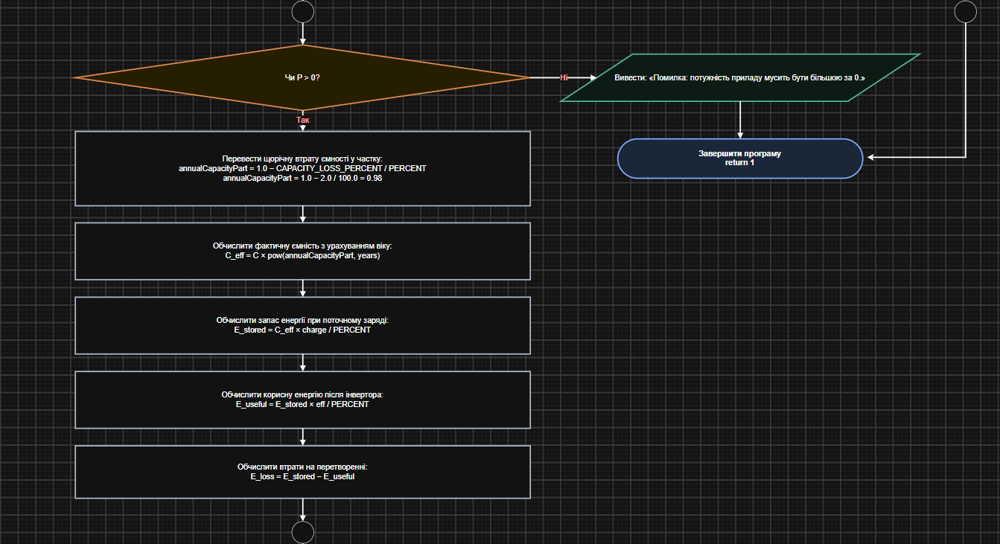 Чи P > 0?
Ні
Вивести: «Помилка: потужність приладу мусить бути більшою за 0.»
Так
Завершити програму
return 1
Перевести щорічну втрату ємності у частку:
annualCapacityPart = 1.0 − CAPACITY_LOSS_PERCENT / PERCENT
annualCapacityPart = 1.0 − 2.0 / 100.0 = 0.98
Обчислити фактичну ємність з урахуванням віку:
C_eff = C × pow(annualCapacityPart, years)
Обчислити запас енергії при поточному заряді:
E_stored = C_eff × charge / PERCENT
Обчислити корисну енергію після інвертора:
E_useful = E_stored × eff / PERCENT
Обчислити втрати на перетворенні:
E_loss = E_stored − E_useful